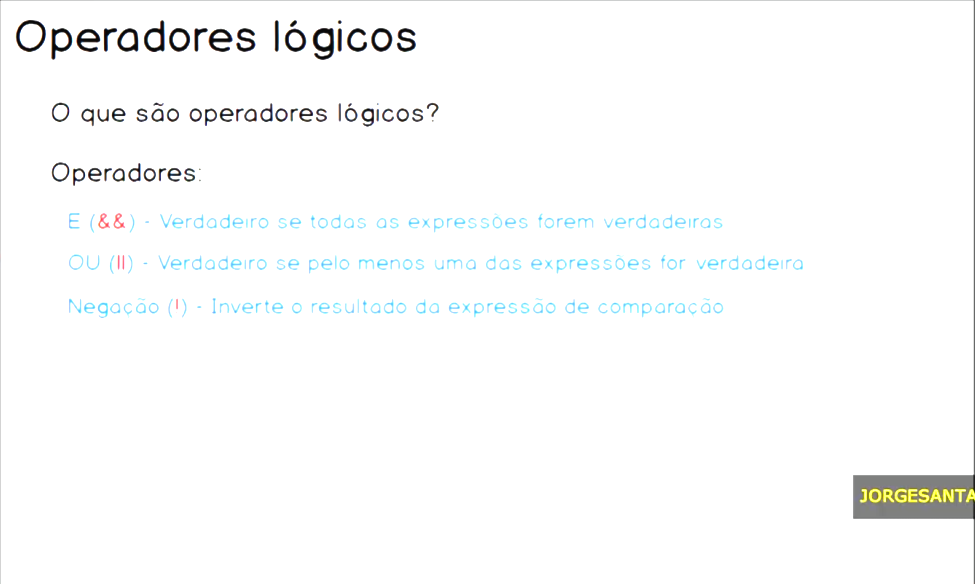 Operadores lógicos
O que são operadores lógicos?
Operadores:
E (&&) - Verdadeiro se todas as expressões forem verdadeiras
OU (||) - Verdadeiro se pelo menos uma das expressões for verdadeira
Negação (!) - Inverte o resultado da expressão de comparação
JORGESANTA